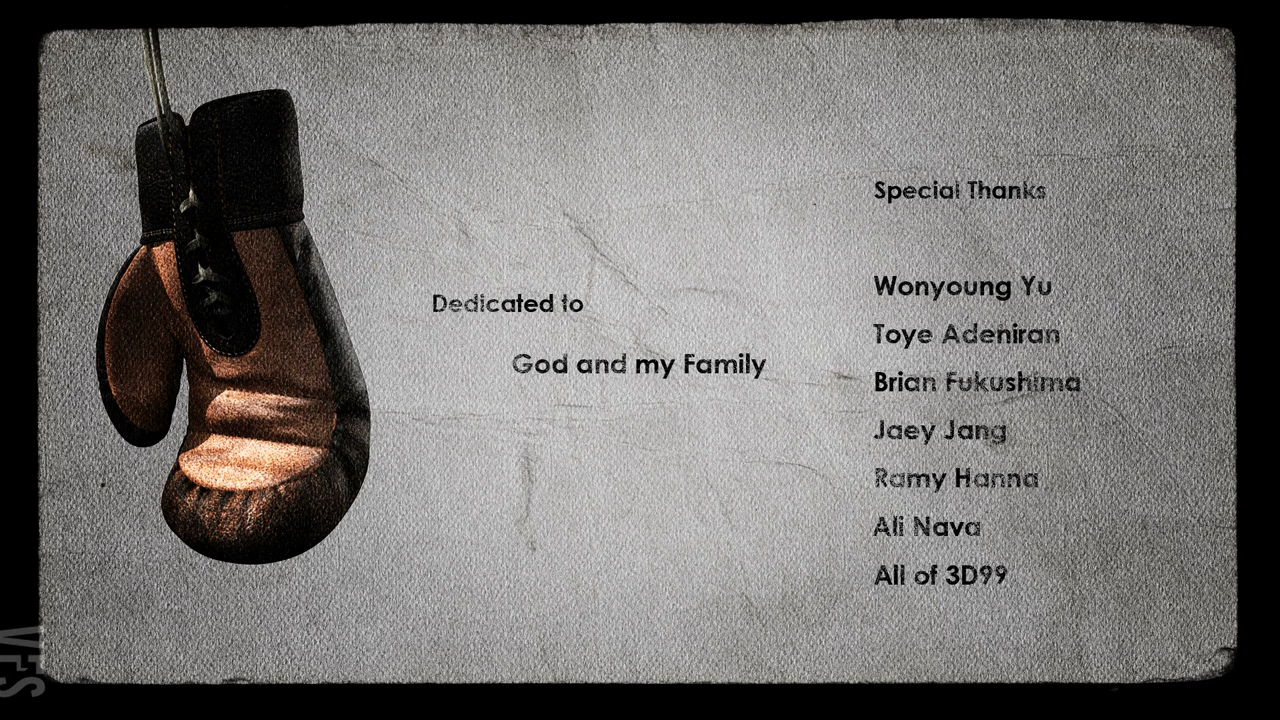 Dedicated to
God and my Family
Special Thanks
Wonyoung Yu
Toye Adeniran
Brian Fukushima
Jaey Jang
Ramy Hanna
Ali Nava
All of 3D99
VFS